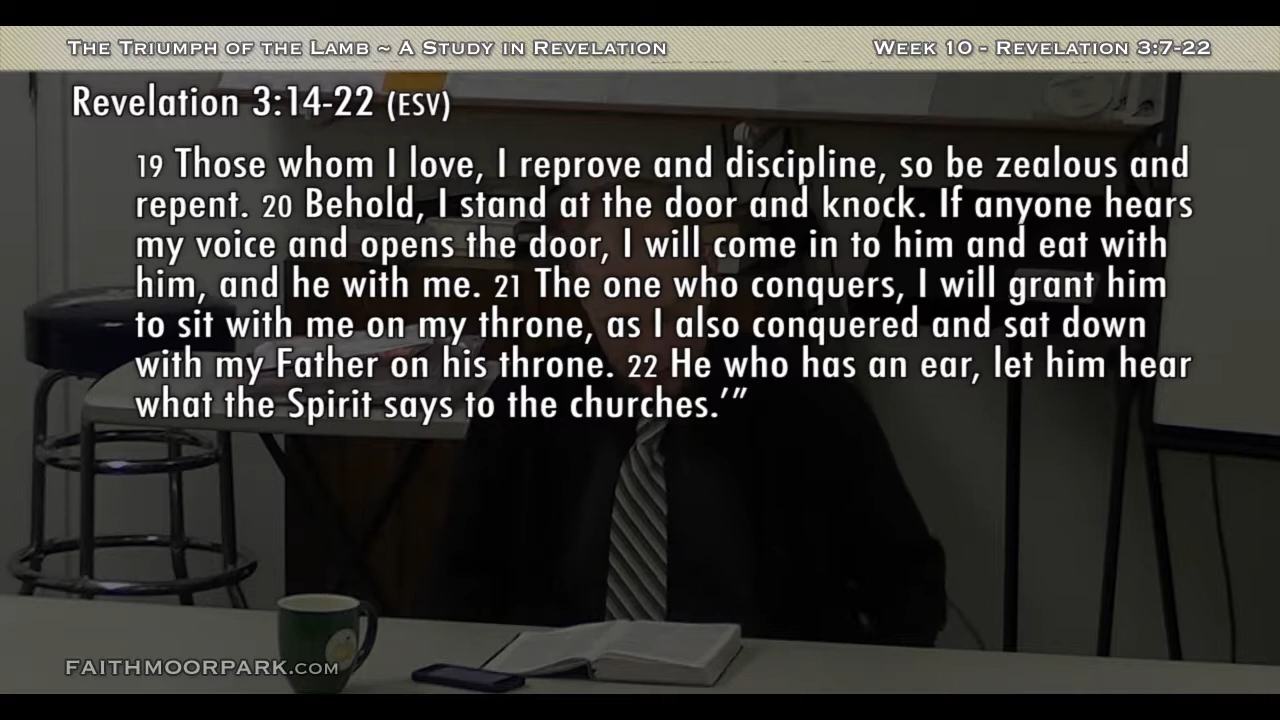 The Triumph of the Lamb ~ A Study in Revelation
Week 10 - Revelation 3:7-22
Revelation 3:14-22 (ESV)
19 Those whom I love, I reprove and discipline, so be zealous and
repent. 20 Behold, I stand at the door and knock. If anyone hears
my voice and opens the door, I will come in to him and eat with
him, and he with me. 21 The one who conquers, I will grant him
to sit with me on my throne, as I also conquered and sat down
with my Father on his throne. 22 He who has an ear, let him hear
what the Spirit says to the churches.’”
FAITHMOORPARK.COM